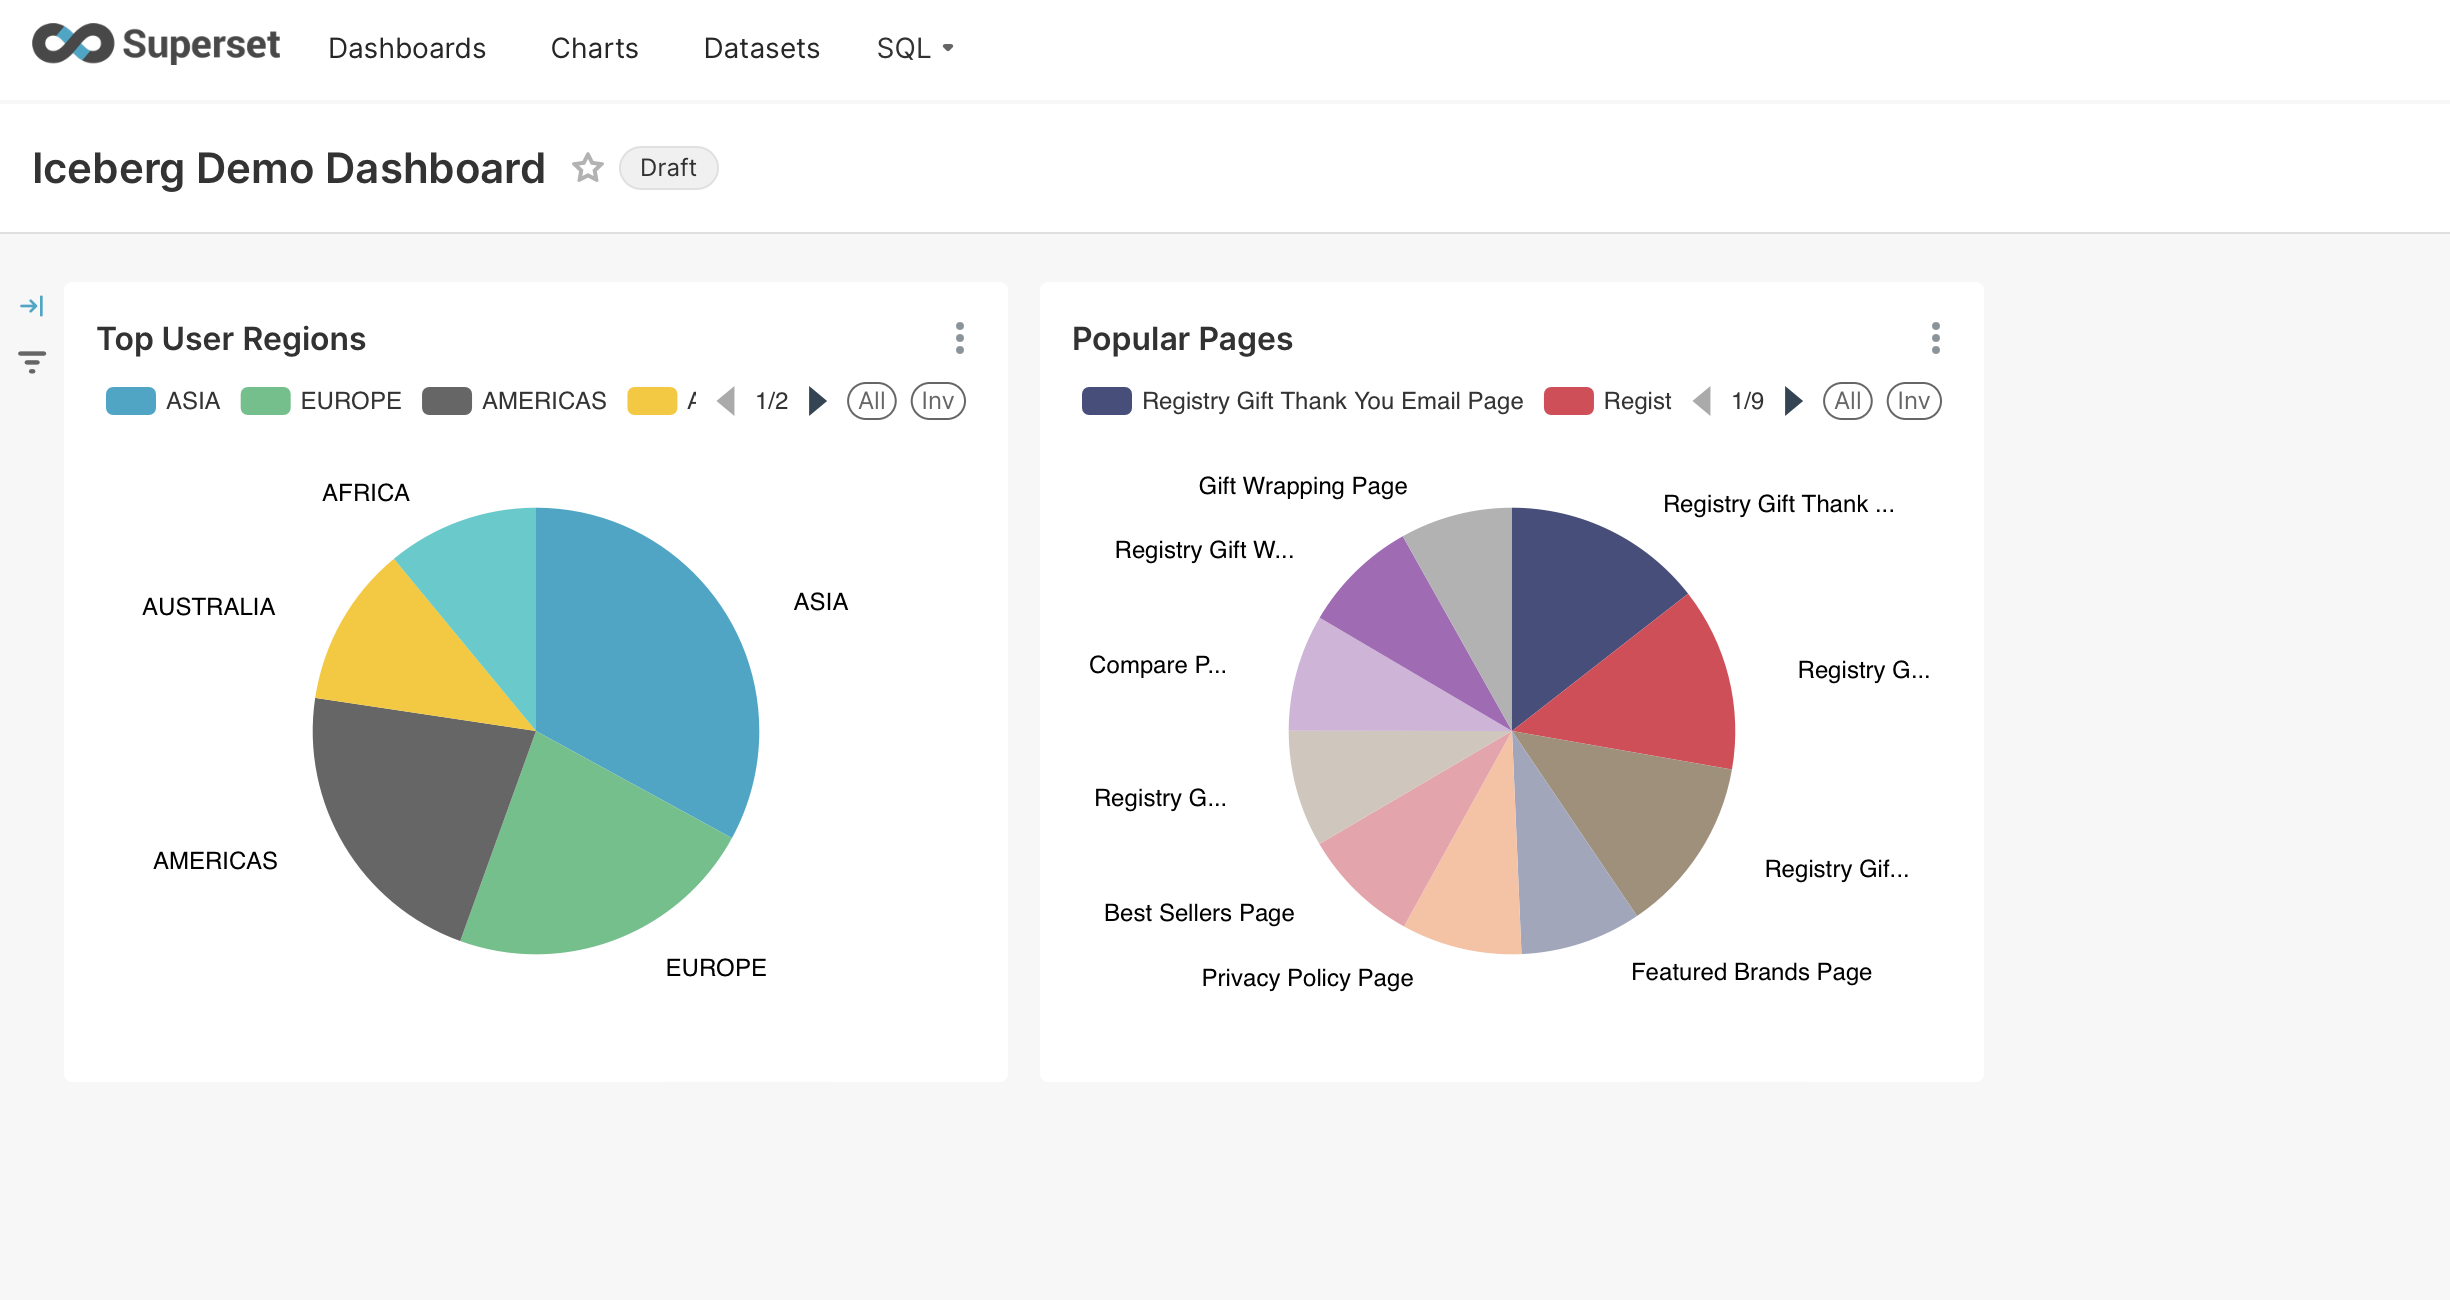 Superset Dashboards Charts Datasets SQL
Iceberg Demo Dashboard Draft
Top User Regions
ASIA EUROPE AMERICAS 1/2 All Inv
AFRICA
ASIA
AUSTRALIA
AMERICAS
EUROPE
Popular Pages
Registry Gift Thank You Email Page Regist 1/9 All Inv
Gift Wrapping Page
Registry Gift Thank ...
Registry Gift W...
Compare P...
Registry G...
Registry G...
Registry Gif...
Best Sellers Page
Featured Brands Page
Privacy Policy Page